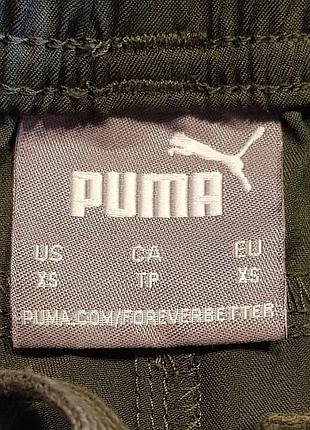 PUMA
US CA EU
XS TP XS
PUMA.COM/FOREVERBETTER